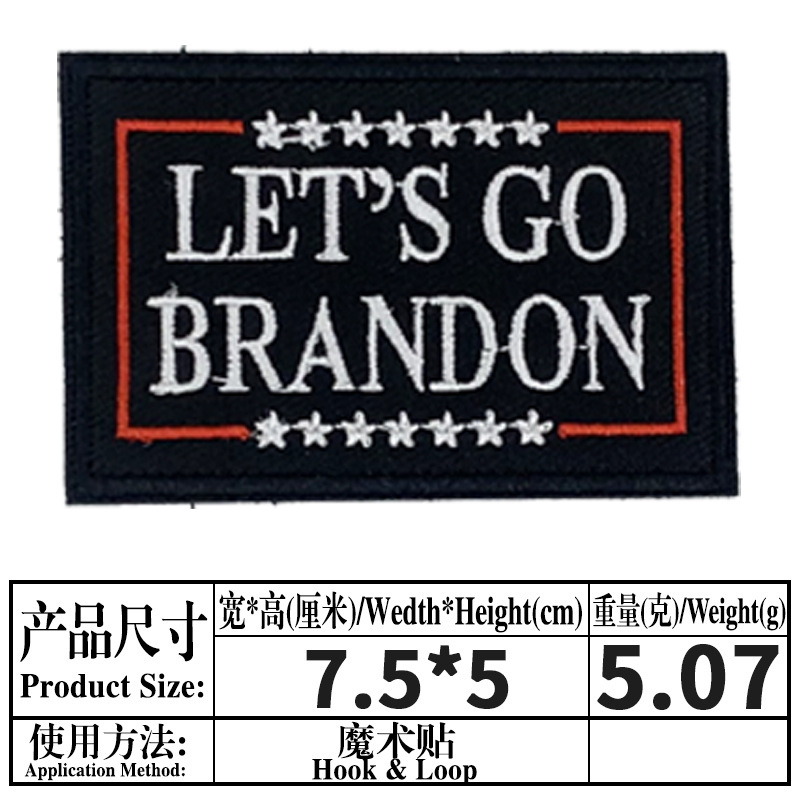 LET'S GO
BRANDON
产品尺寸
Product Size:
宽*高(厘米)/Wedth*Height(cm)
7.5*5
重量(克)/Weight(g)
5.07
使用方法:
Application Method:
魔术贴
Hook & Loop